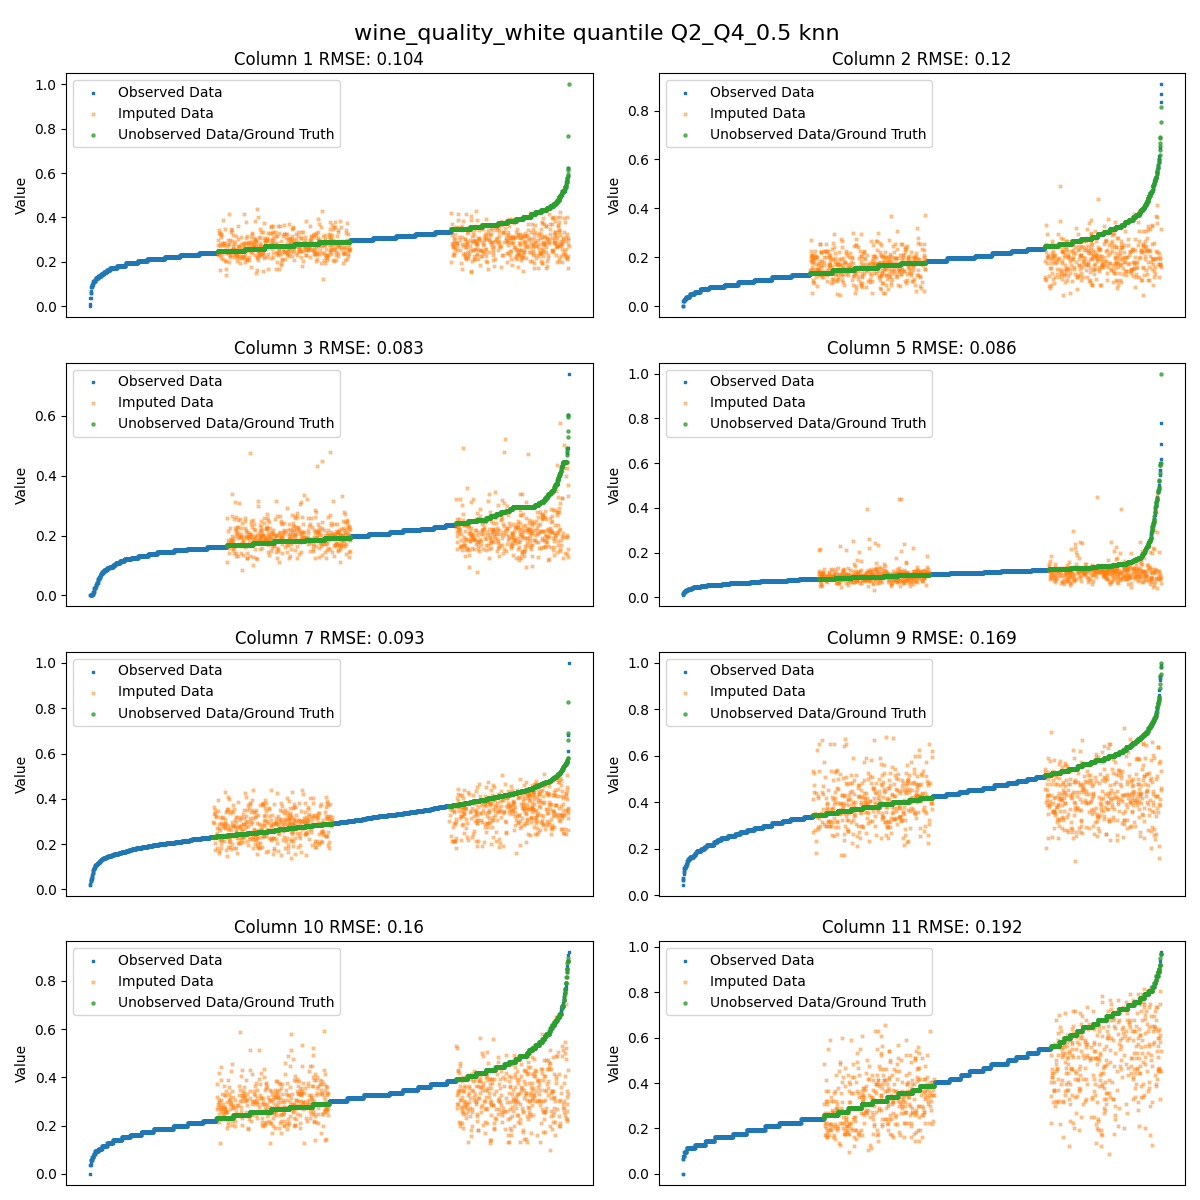 wine_quality_white quantile Q2_Q4_0.5 knn
Column 1 RMSE: 0.104
Value
1.0
0.8
0.6
0.4
0.2
0.0
Observed Data
Imputed Data
Unobserved Data/Ground Truth
Column 2 RMSE: 0.12
Value
0.8
0.6
0.4
0.2
0.0
Observed Data
Imputed Data
Unobserved Data/Ground Truth
Column 3 RMSE: 0.083
Value
0.6
0.4
0.2
0.0
Observed Data
Imputed Data
Unobserved Data/Ground Truth
Column 5 RMSE: 0.086
Value
1.0
0.8
0.6
0.4
0.2
0.0
Observed Data
Imputed Data
Unobserved Data/Ground Truth
Column 7 RMSE: 0.093
Value
1.0
0.8
0.6
0.4
0.2
0.0
Observed Data
Imputed Data
Unobserved Data/Ground Truth
Column 9 RMSE: 0.169
Value
1.0
0.8
0.6
0.4
0.2
0.0
Observed Data
Imputed Data
Unobserved Data/Ground Truth
Column 10 RMSE: 0.16
Value
0.8
0.6
0.4
0.2
0.0
Observed Data
Imputed Data
Unobserved Data/Ground Truth
Column 11 RMSE: 0.192
Value
1.0
0.8
0.6
0.4
0.2
0.0
Observed Data
Imputed Data
Unobserved Data/Ground Truth